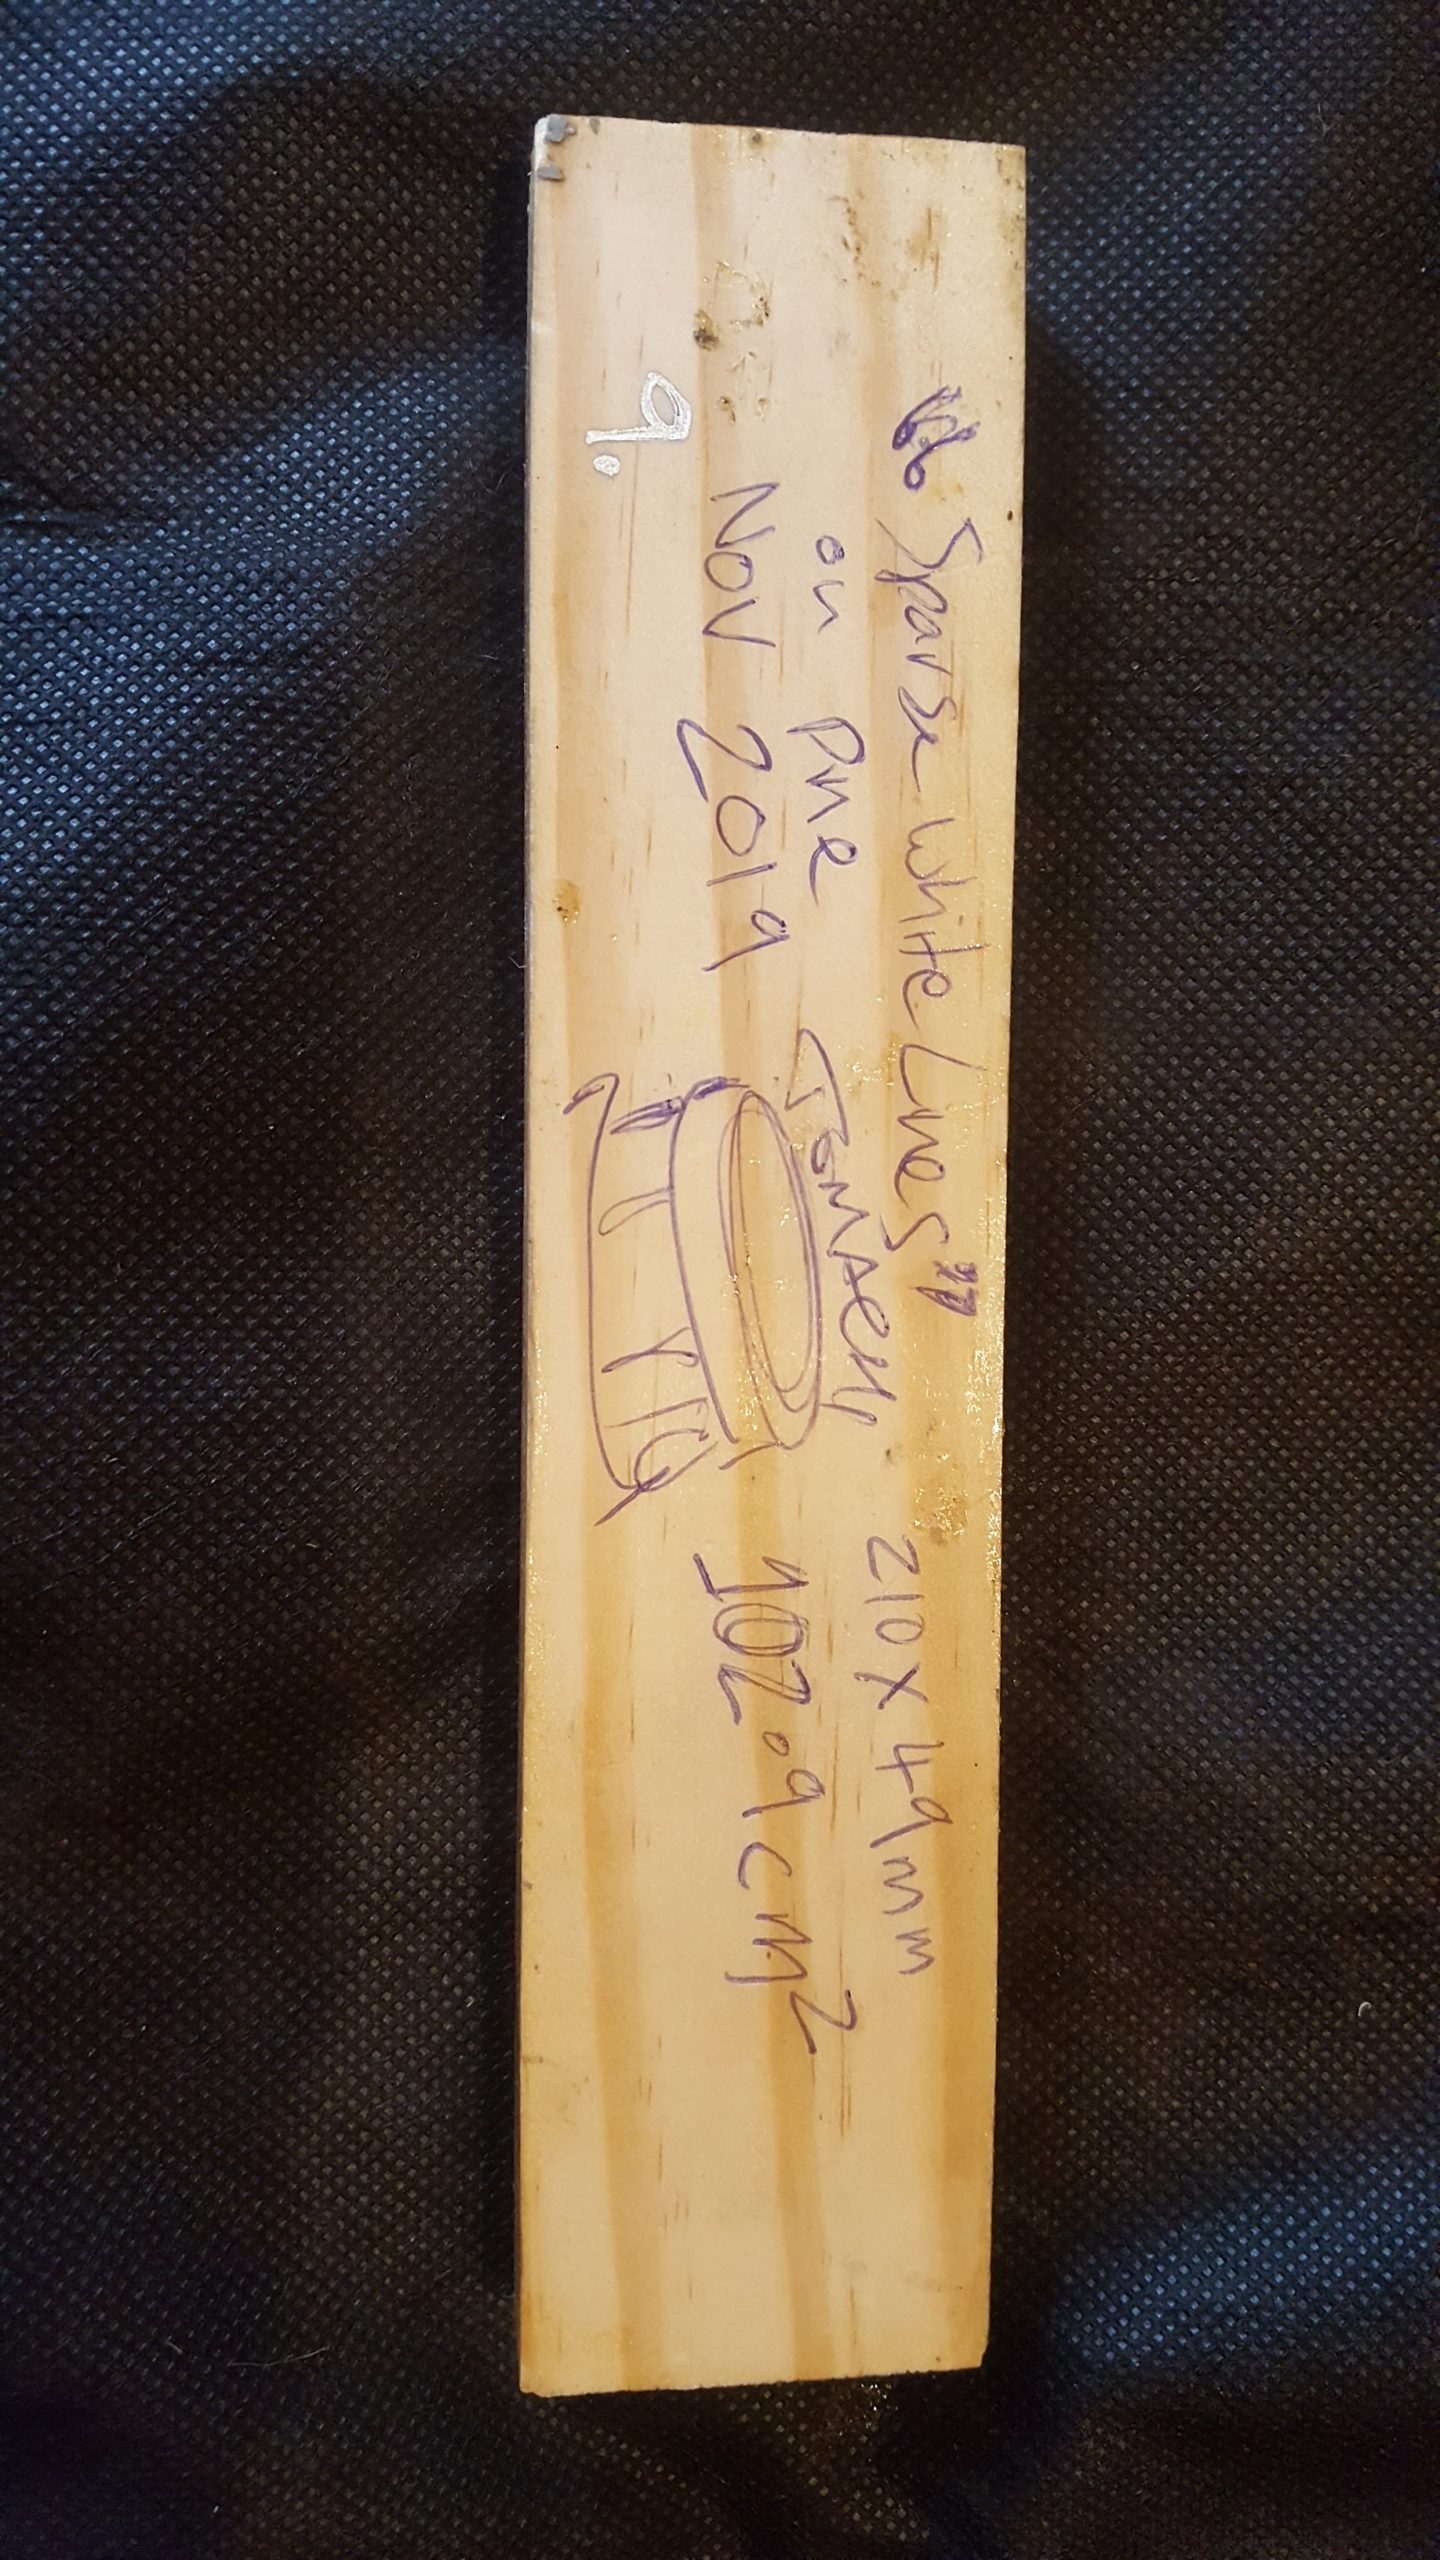 "Sparse white Lines"
on Pine
Nov 2019
9.
210 x 49mm
102.9cm²